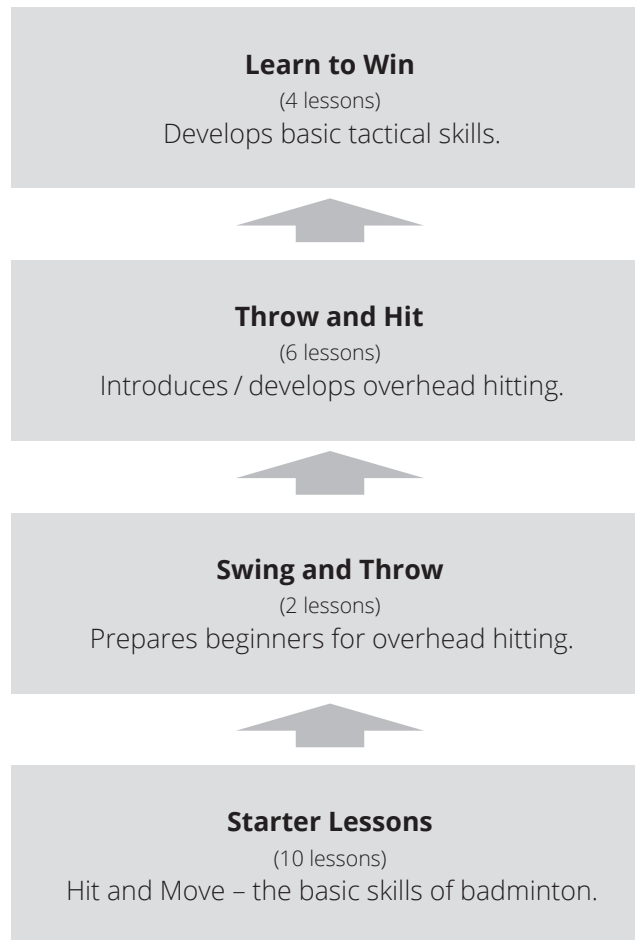 Learn to Win
(4 lessons)
Develops basic tactical skills.
Throw and Hit
(6 lessons)
Introduces / develops overhead hitting.
Swing and Throw
(2 lessons)
Prepares beginners for overhead hitting.
Starter Lessons
(10 lessons)
Hit and Move – the basic skills of badminton.